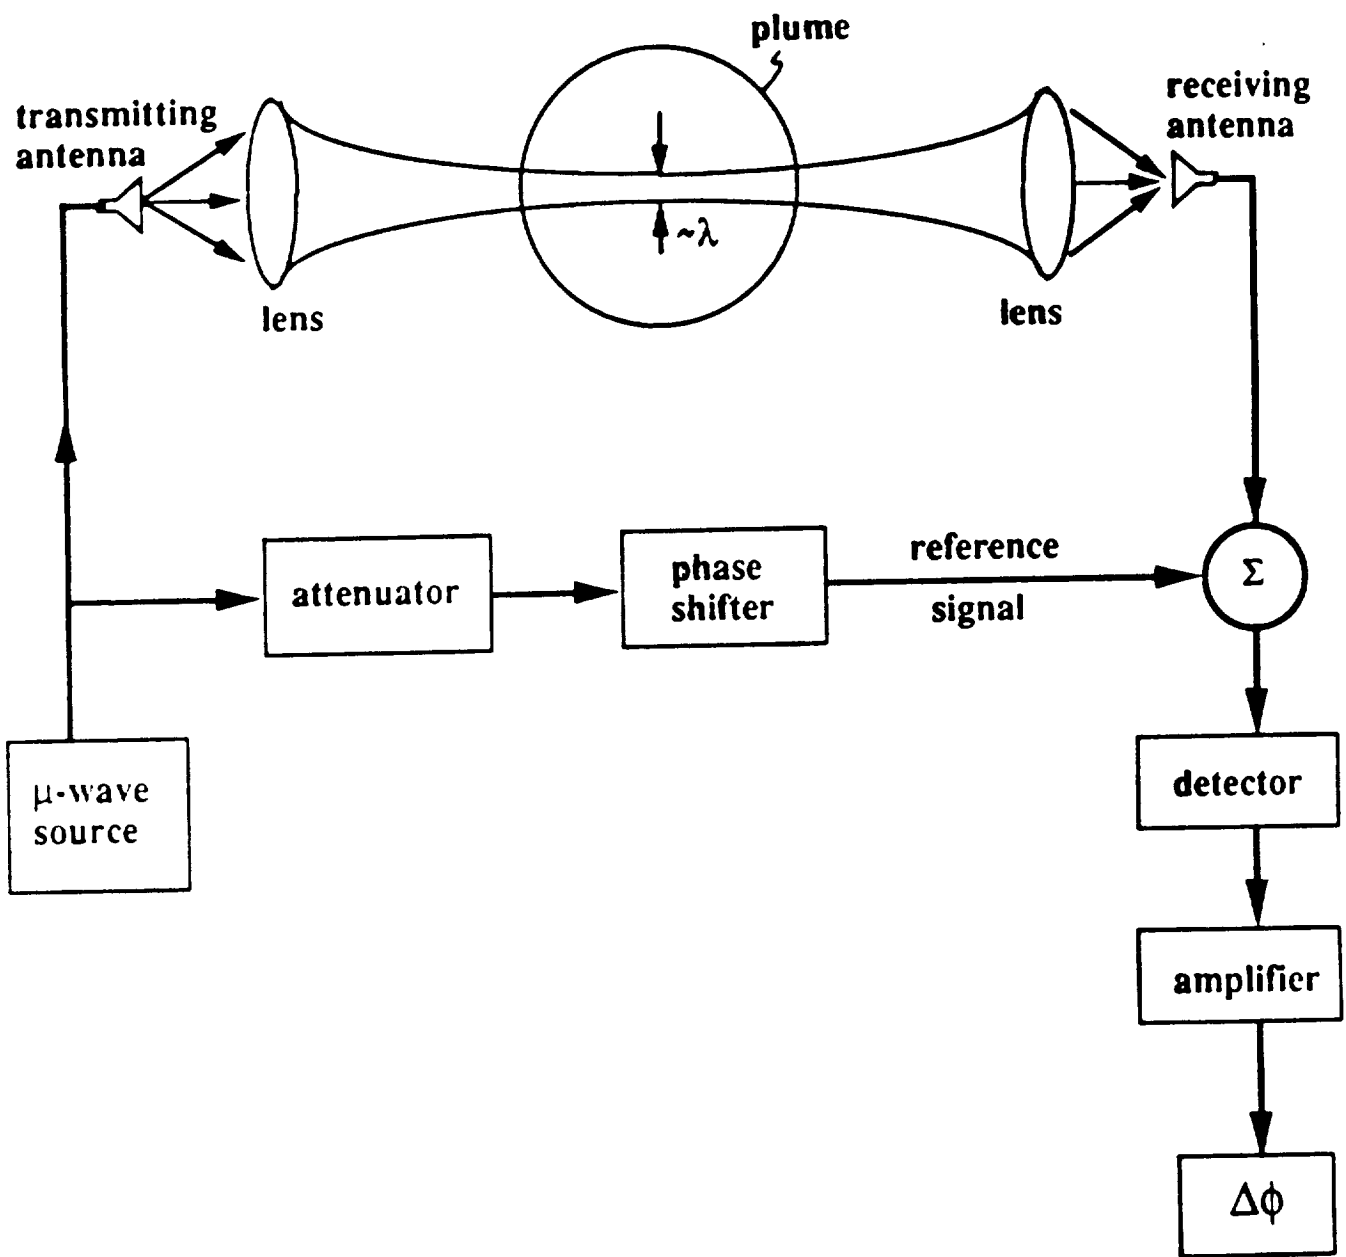 plume
transmitting
antenna
receiving
antenna
~λ
lens
lens
attenuator
phase
shifter
reference
signal
Σ
μ-wave
source
detector
amplifier
Δϕ